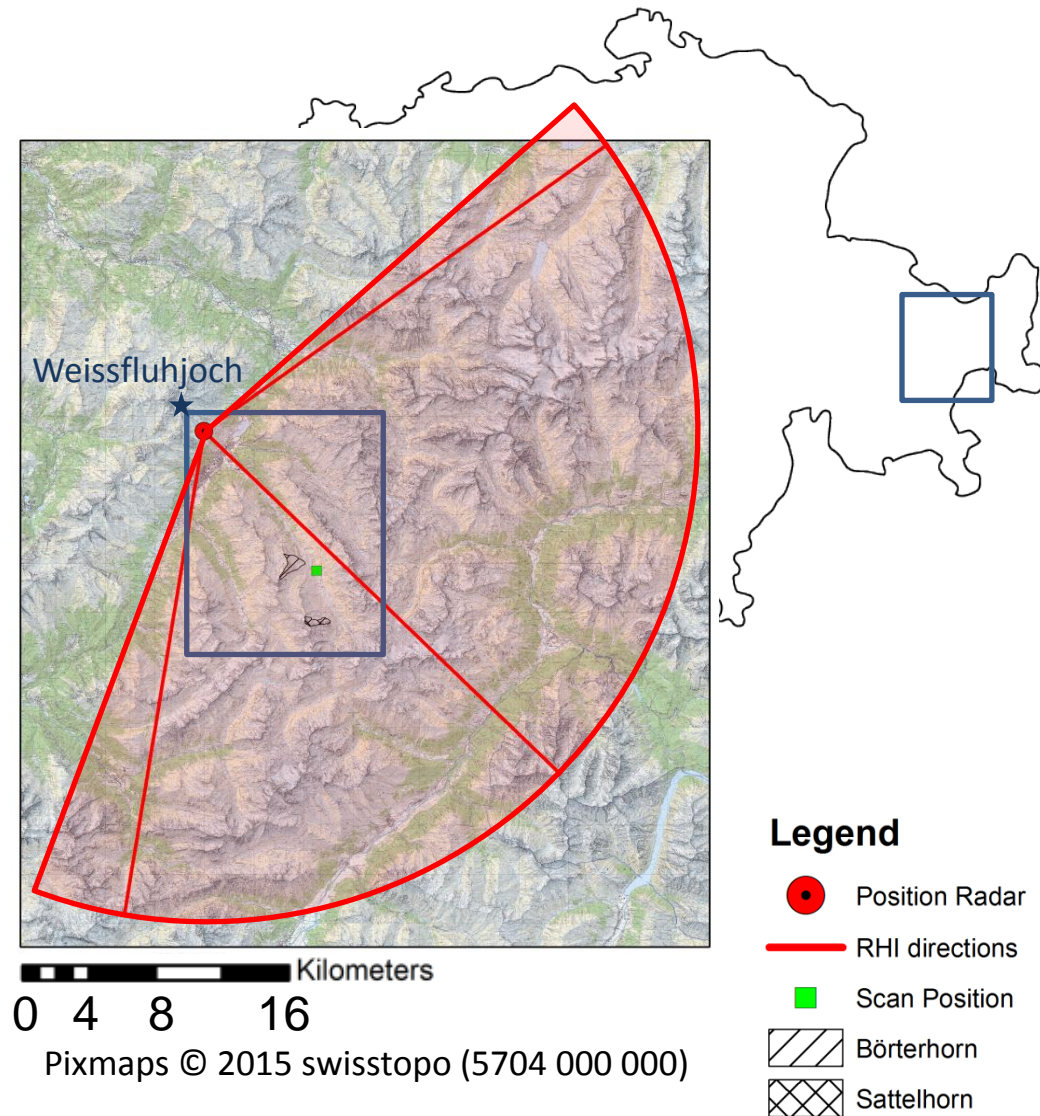 Weissfluhjoch
Kilometers
0 4 8 16
Pixmaps © 2015 swisstopo (5704 000 000)
Legend
Position Radar
RHI directions
Scan Position
Börterhorn
Sattelhorn